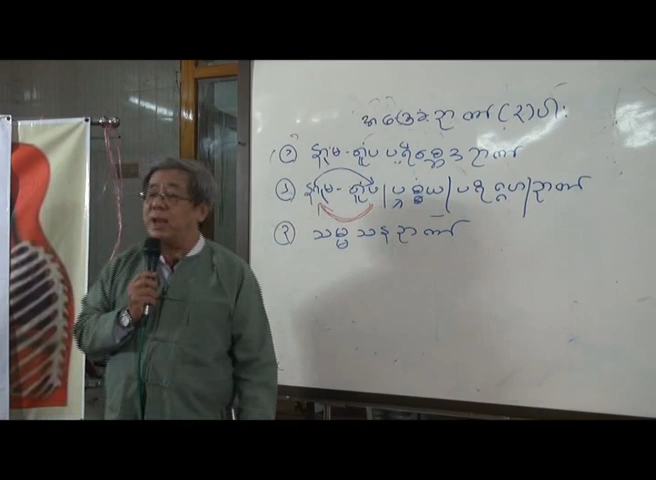 အခြေခံဉာဏ်(၃)ပါး
၁ နာမ-ရူပ ပရိစ္ဆေဒဉာဏ်
၂ နာမ-ရူပ|ပစ္စယ|ပရိဂ္ဂဟ|ဉာဏ်
၃ သမ္မသနဉာဏ်